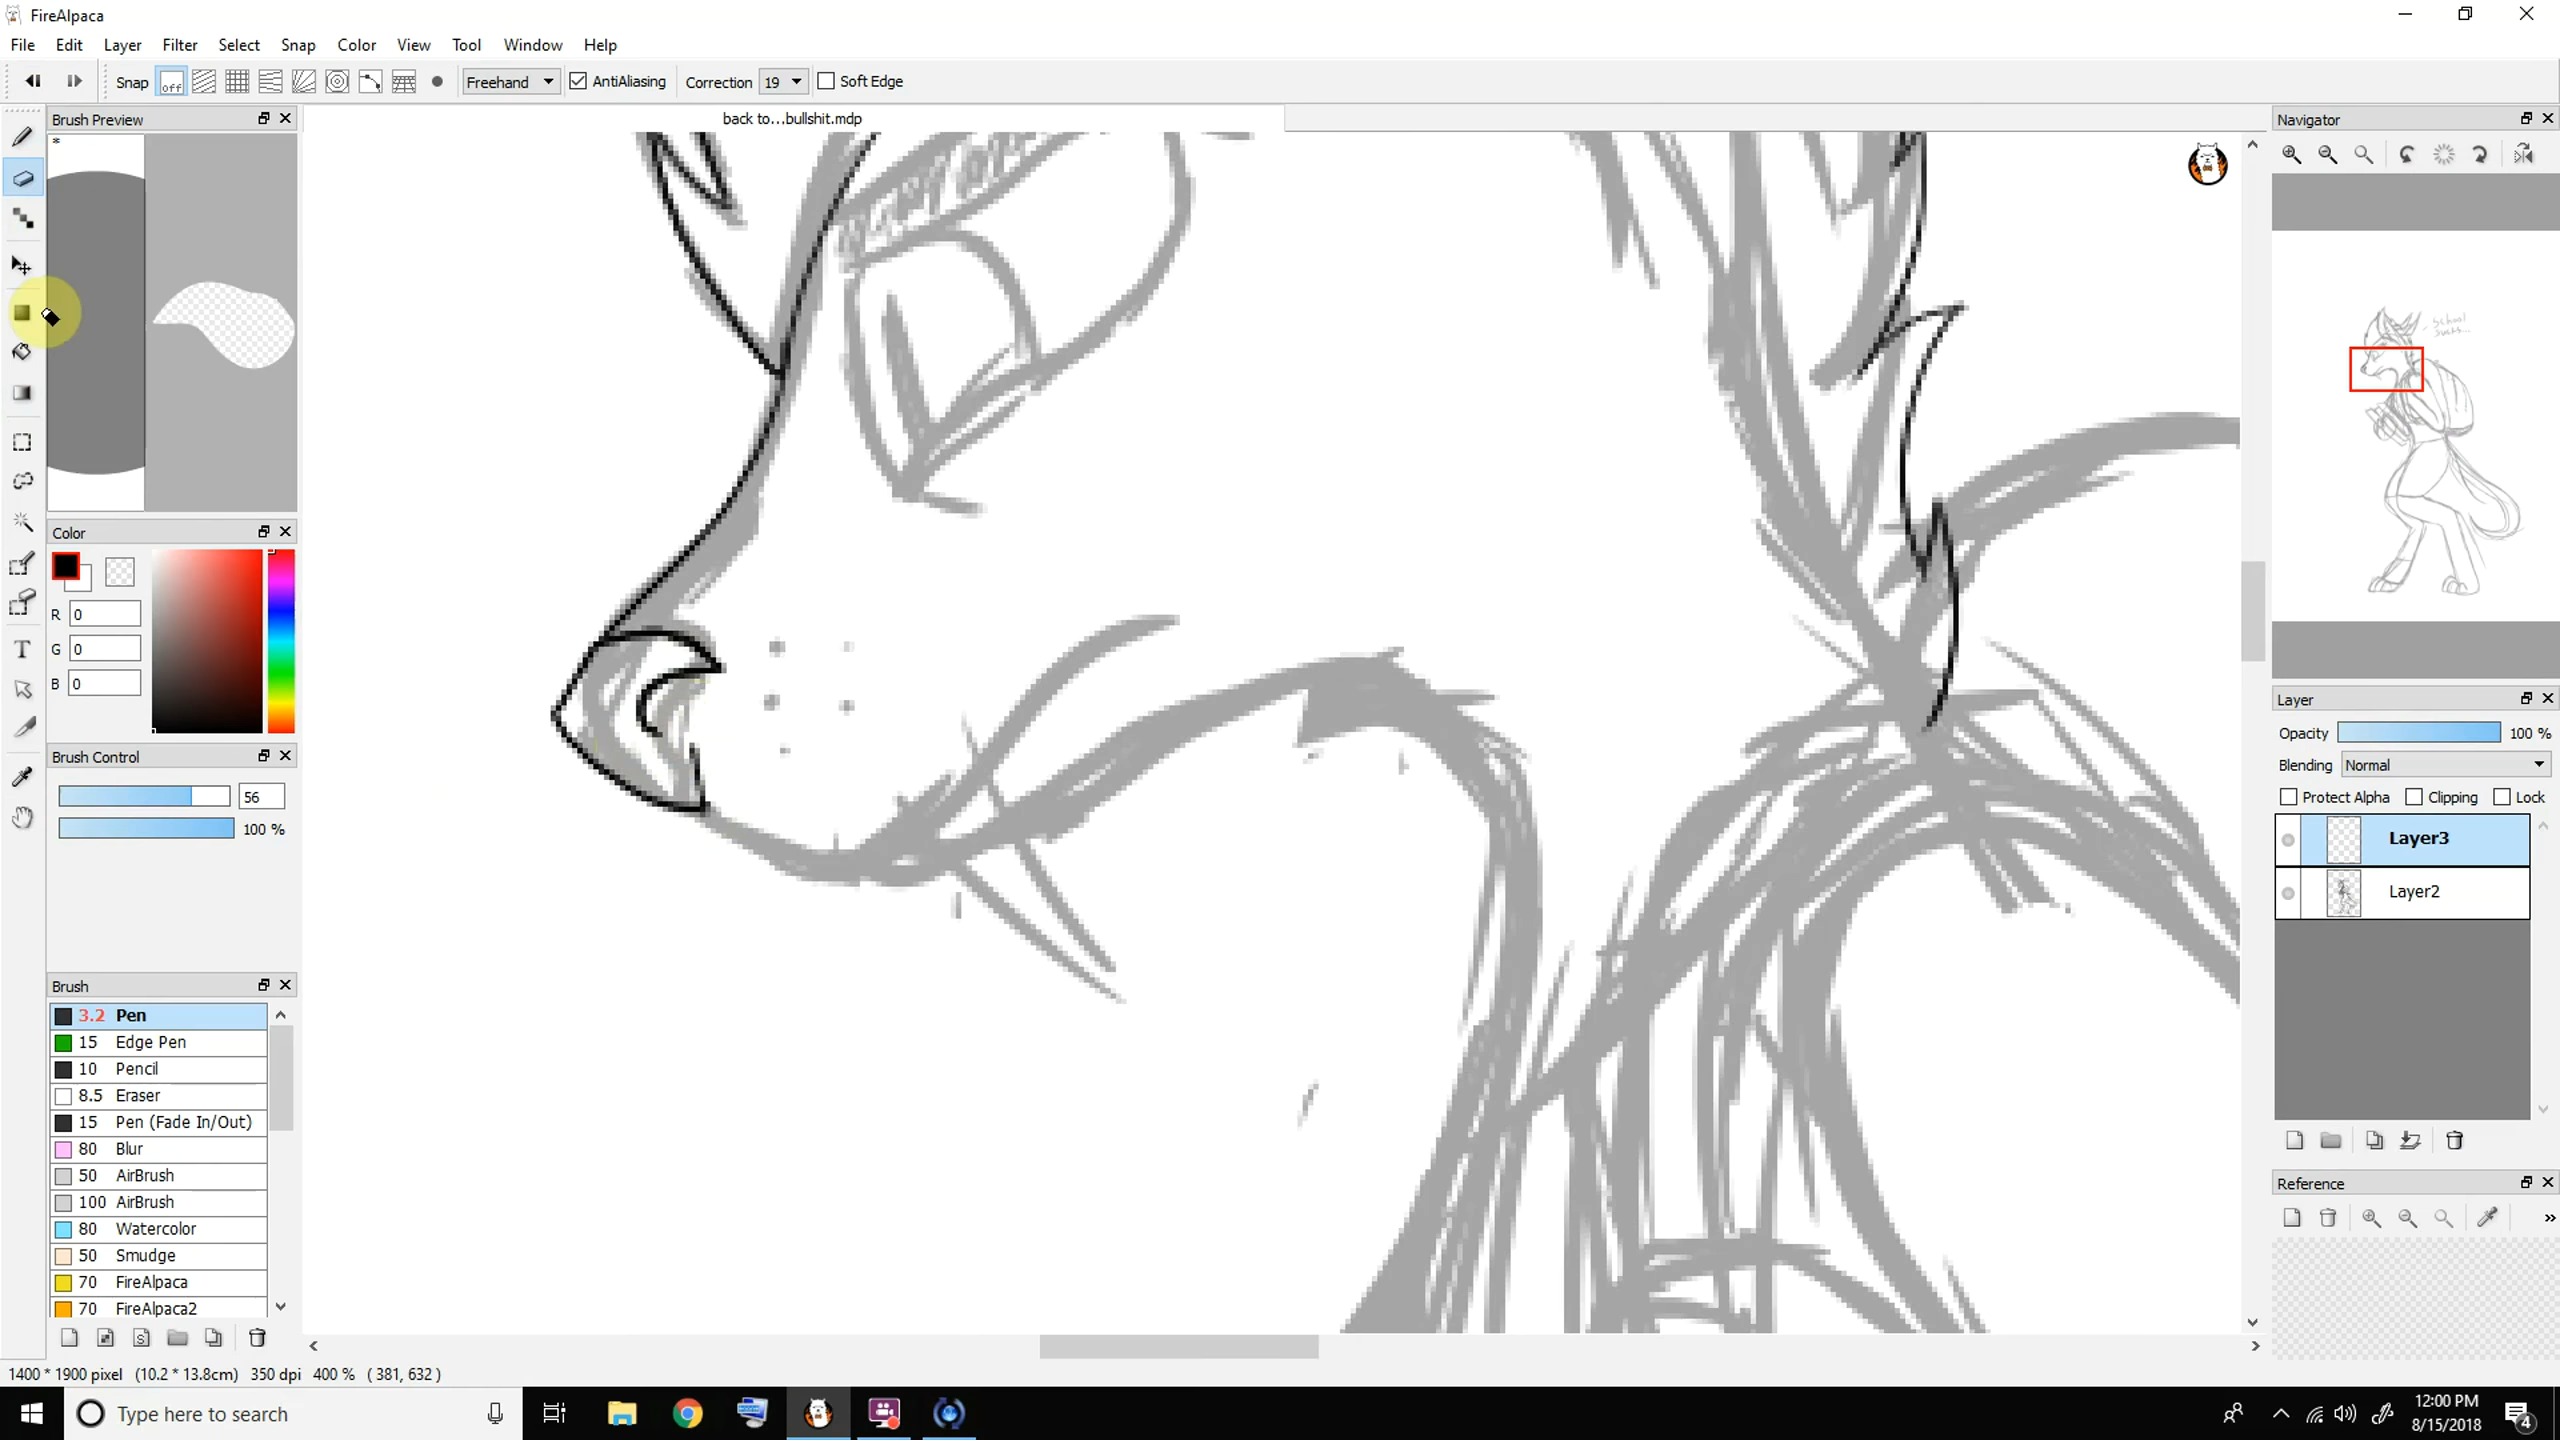 FireAlpaca
File Edit Layer Filter Select Snap Color View Tool Window Help
Snap off Freehand AntiAliasing Correction 19 Soft Edge
Brush Preview
*
back to...bullshit.mdp
Navigator
School
sucks...
Color
R 0
G 0
B 0
Brush Control
56
100 %
Brush
3.2 Pen
15 Edge Pen
10 Pencil
8.5 Eraser
15 Pen (Fade In/Out)
80 Blur
50 AirBrush
100 AirBrush
80 Watercolor
50 Smudge
70 FireAlpaca
70 FireAlpaca2
Layer
Opacity 100 %
Blending Normal
Protect Alpha Clipping Lock
Layer3
Layer2
Reference
»
1400 * 1900 pixel (10.2 * 13.8cm) 350 dpi 400 % ( 381, 632 )
Type here to search
12:00 PM
8/15/2018
4